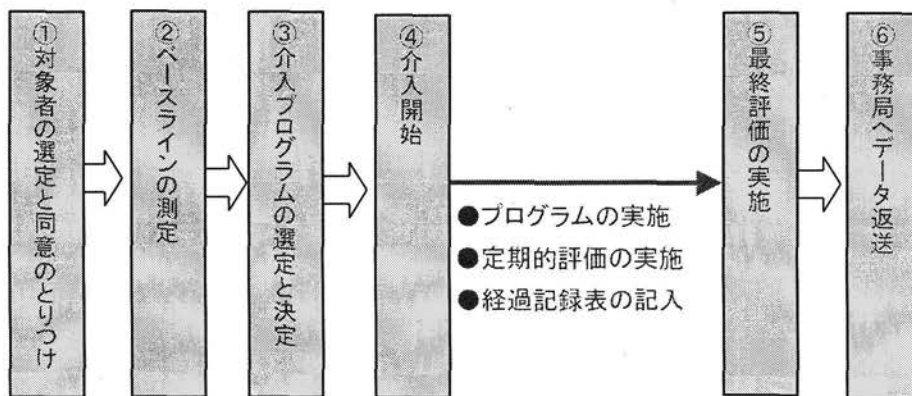 ①対象者の選定と同意のとりつけ
②ベースラインの測定
③介入プログラムの選定と決定
④介入開始
●プログラムの実施
●定期的評価の実施
●経過記録表の記入
⑤最終評価の実施
⑥事務局へデータ返送